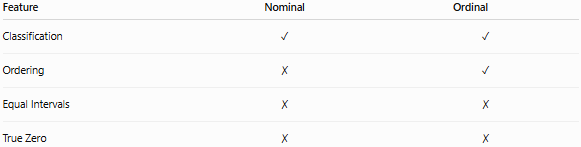 Feature Nominal Ordinal
Classification ✓ ✓
Ordering ✗ ✓
Equal Intervals ✗ ✗
True Zero ✗ ✗